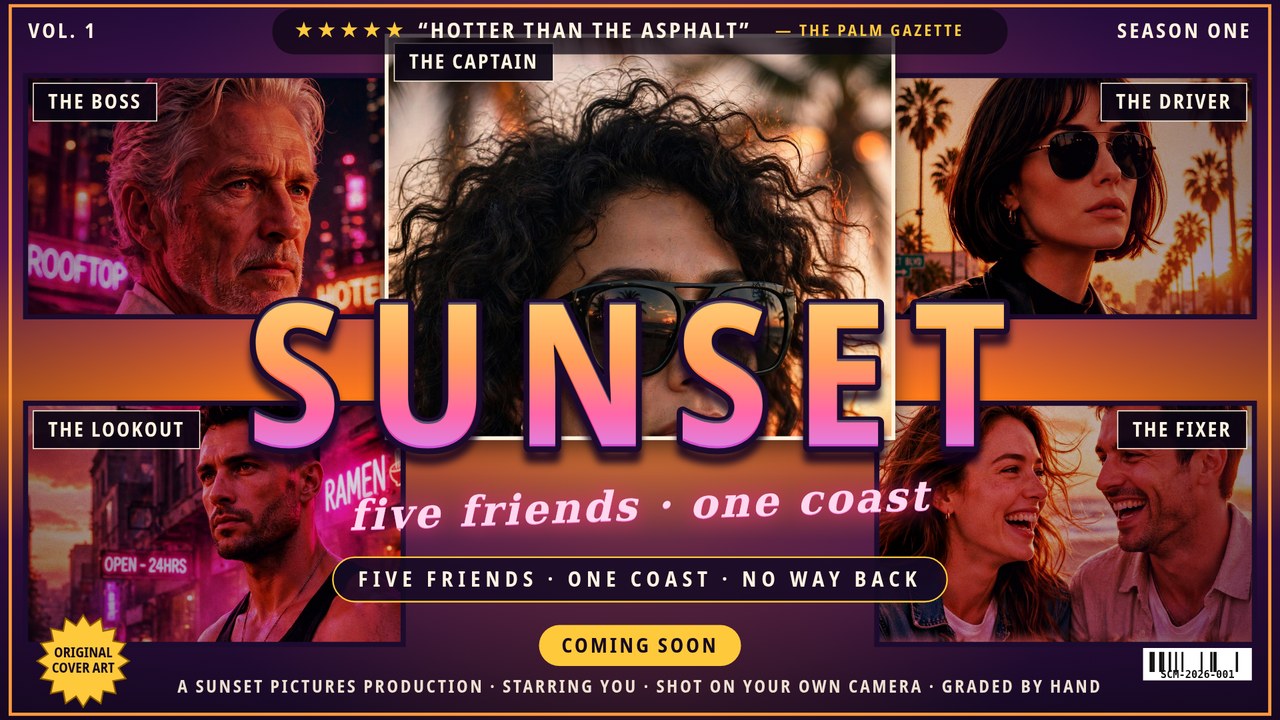 VOL. 1
★★★★★ “HOTTER THAN THE ASPHALT” — THE PALM GAZETTE
SEASON ONE
THE CAPTAIN
THE BOSS
THE DRIVER
ROOFTOP
HOTEL
SUNSET
THE LOOKOUT
THE FIXER
RAMEN
five friends · one coast
OPEN - 24HRS
FIVE FRIENDS · ONE COAST · NO WAY BACK
COMING SOON
ORIGINAL
COVER ART
SCM-2026-001
A SUNSET PICTURES PRODUCTION · STARRING YOU · SHOT ON YOUR OWN CAMERA · GRADED BY HAND